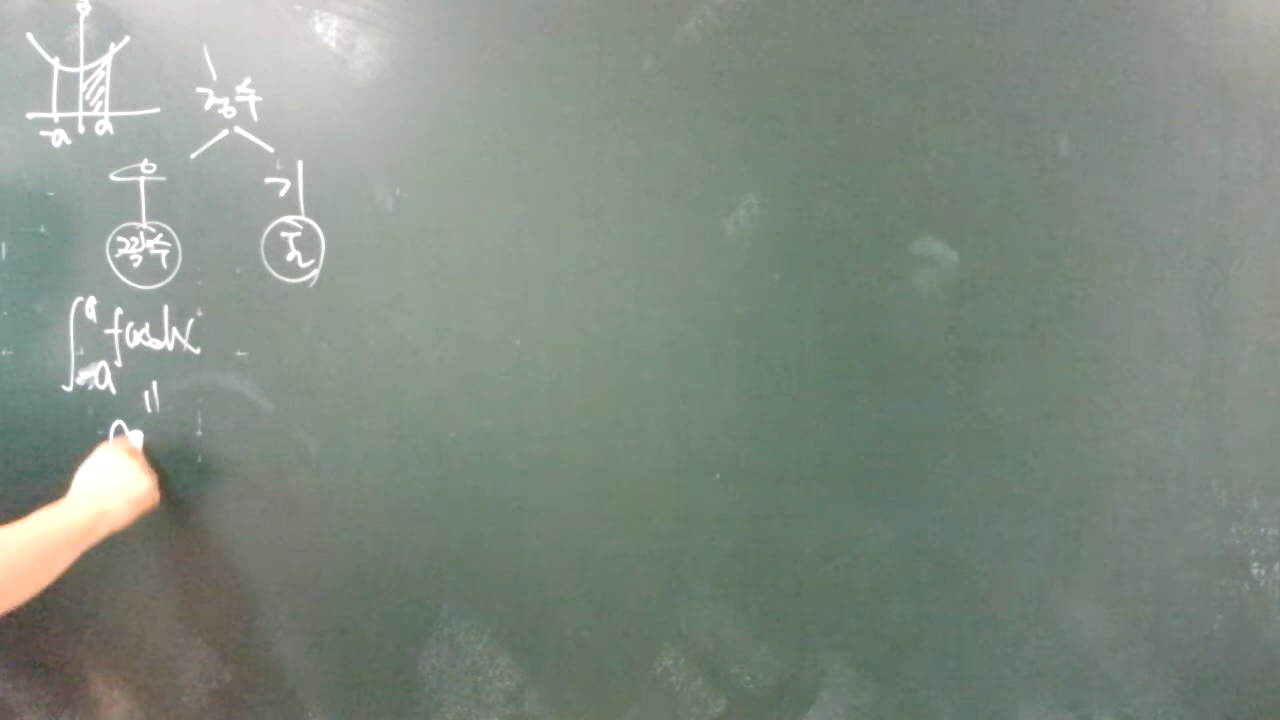 -a a
정수
우 기
짝수 홀
∫_{-a}^{a} f(x)dx
=